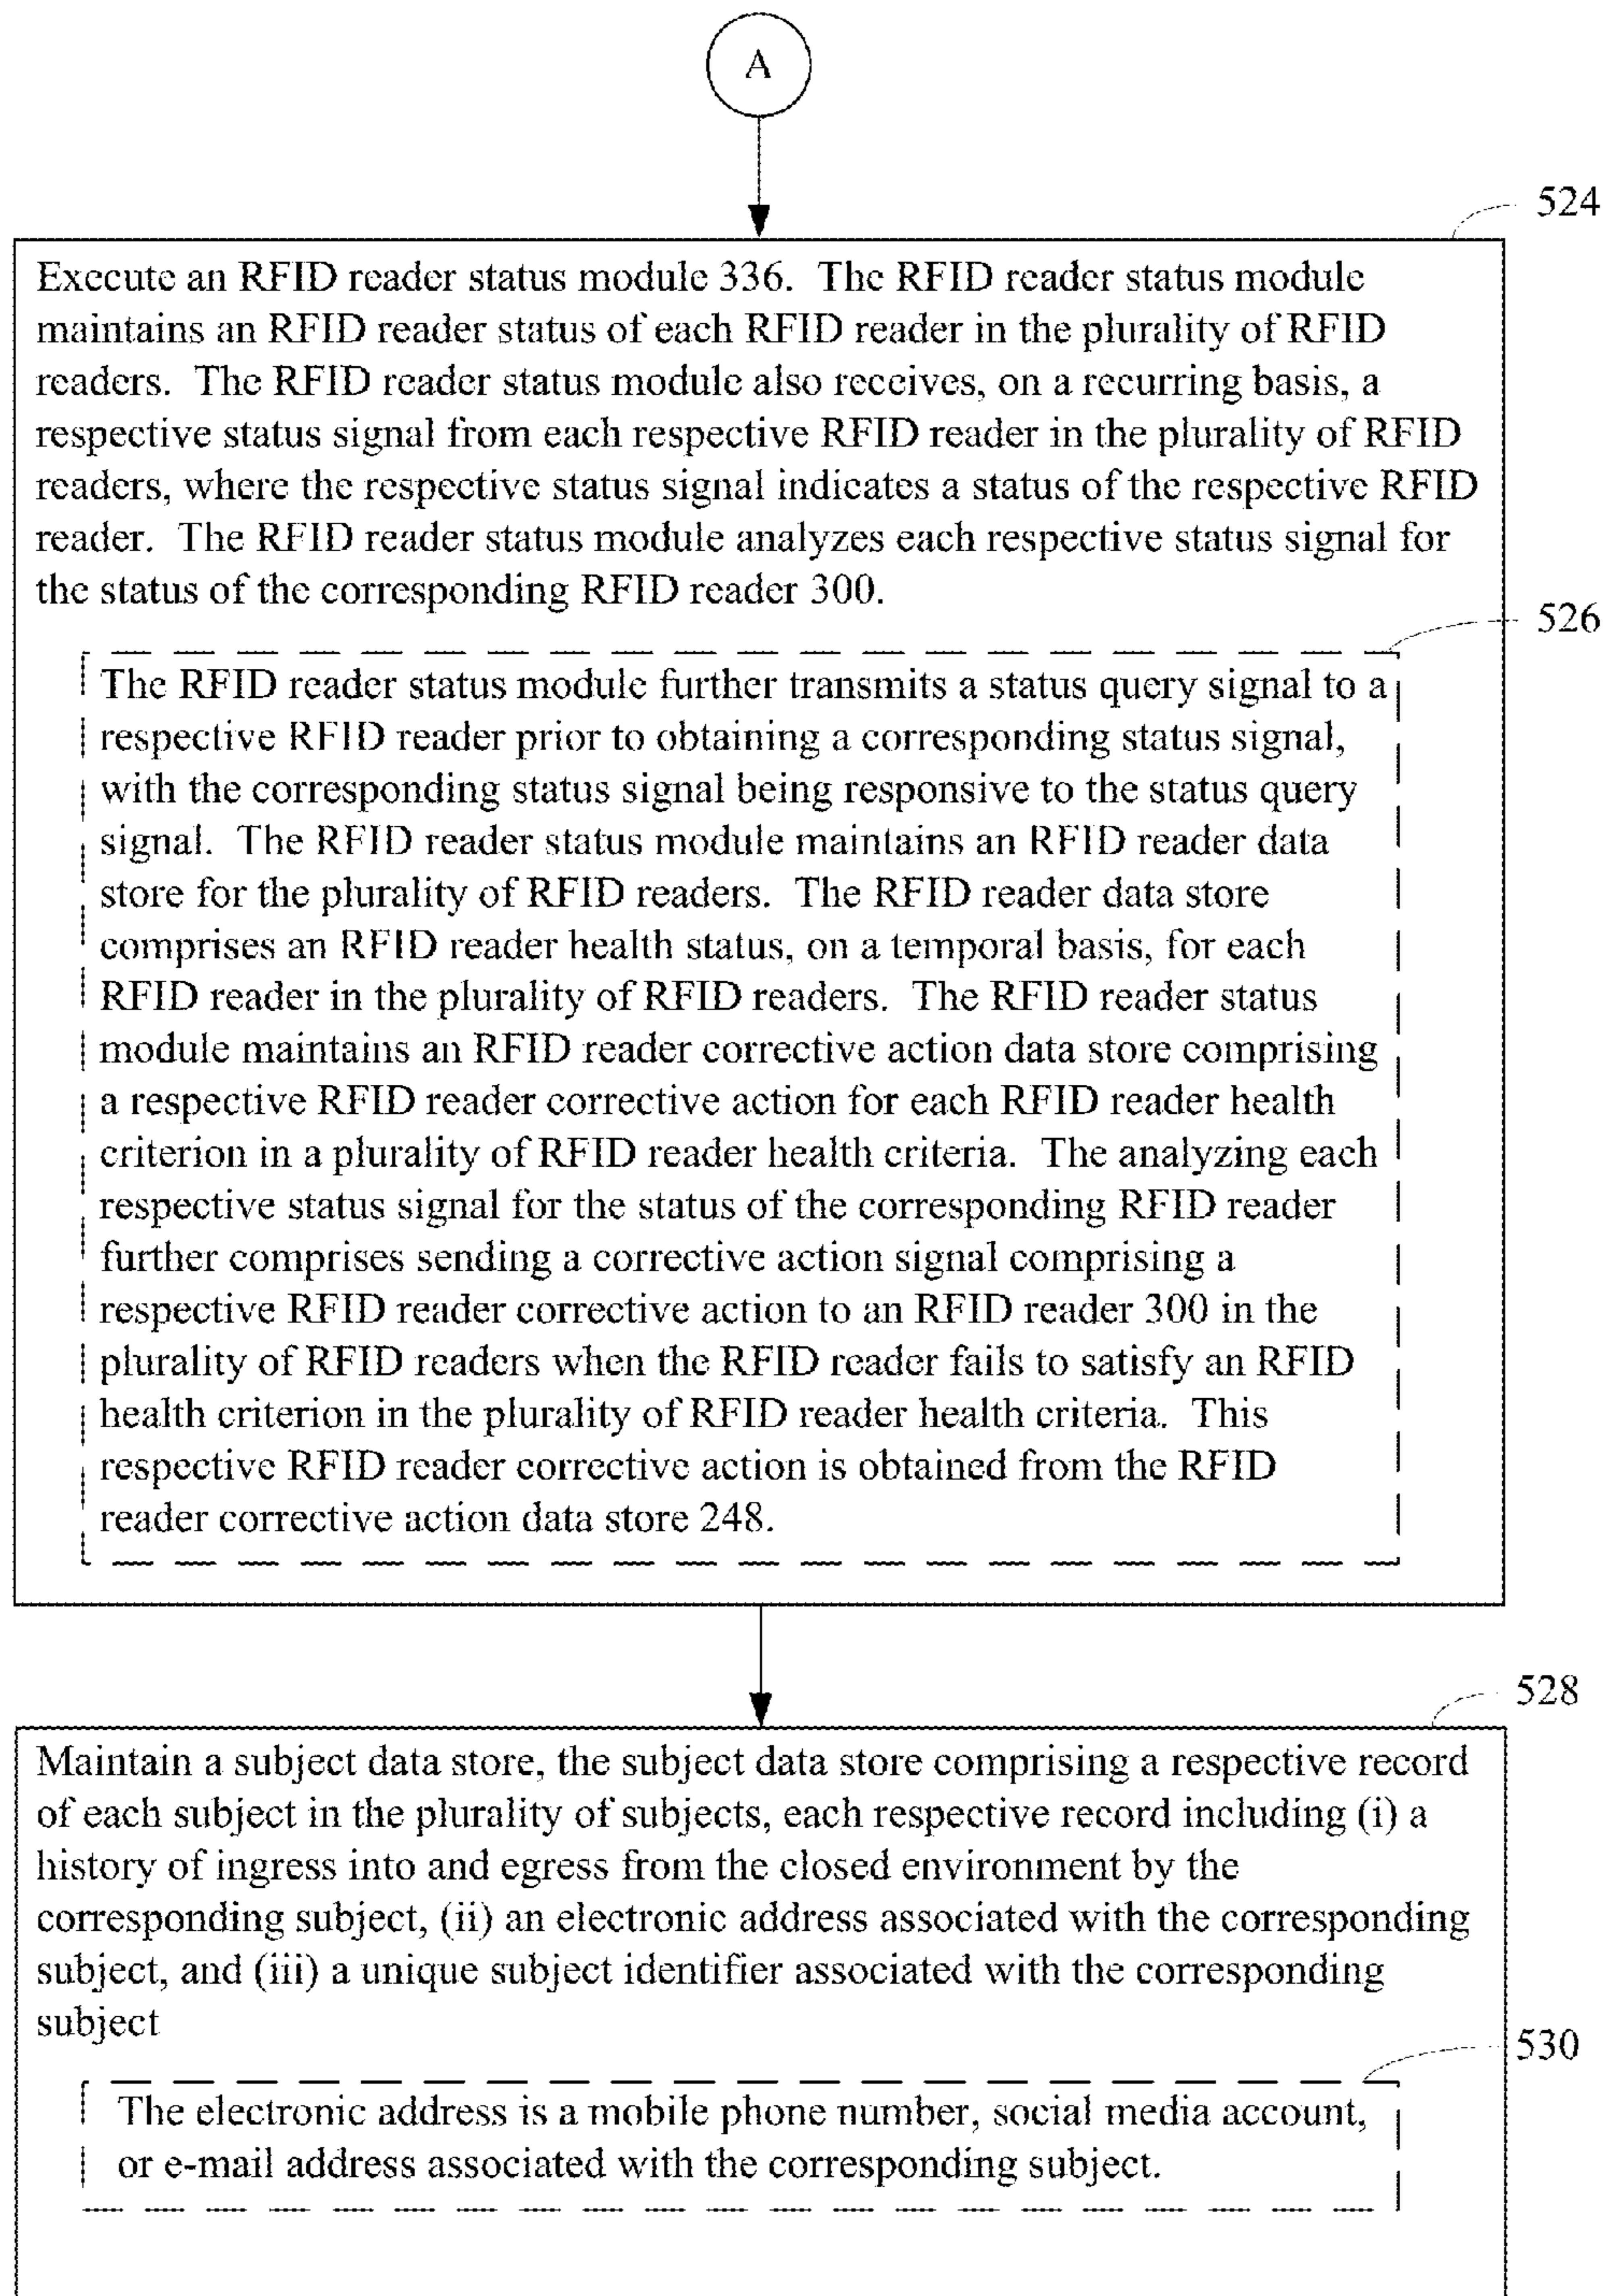 A
524
Execute an RFID reader status module 336. The RFID reader status module
maintains an RFID reader status of each RFID reader in the plurality of RFID
readers. The RFID reader status module also receives, on a recurring basis, a
respective status signal from each respective RFID reader in the plurality of RFID
readers, where the respective status signal indicates a status of the respective RFID
reader. The RFID reader status module analyzes each respective status signal for
the status of the corresponding RFID reader 300.
526
The RFID reader status module further transmits a status query signal to a
respective RFID reader prior to obtaining a corresponding status signal,
with the corresponding status signal being responsive to the status query
signal. The RFID reader status module maintains an RFID reader data
store for the plurality of RFID readers. The RFID reader data store
comprises an RFID reader health status, on a temporal basis, for each
RFID reader in the plurality of RFID readers. The RFID reader status
module maintains an RFID reader corrective action data store comprising
a respective RFID reader corrective action for each RFID reader health
criterion in a plurality of RFID reader health criteria. The analyzing each
respective status signal for the status of the corresponding RFID reader
further comprises sending a corrective action signal comprising a
respective RFID reader corrective action to an RFID reader 300 in the
plurality of RFID readers when the RFID reader fails to satisfy an RFID
health criterion in the plurality of RFID reader health criteria. This
respective RFID reader corrective action is obtained from the RFID
reader corrective action data store 248.
528
Maintain a subject data store, the subject data store comprising a respective record
of each subject in the plurality of subjects, each respective record including (i) a
history of ingress into and egress from the closed environment by the
corresponding subject, (ii) an electronic address associated with the corresponding
subject, and (iii) a unique subject identifier associated with the corresponding
subject
530
The electronic address is a mobile phone number, social media account,
or e-mail address associated with the corresponding subject.